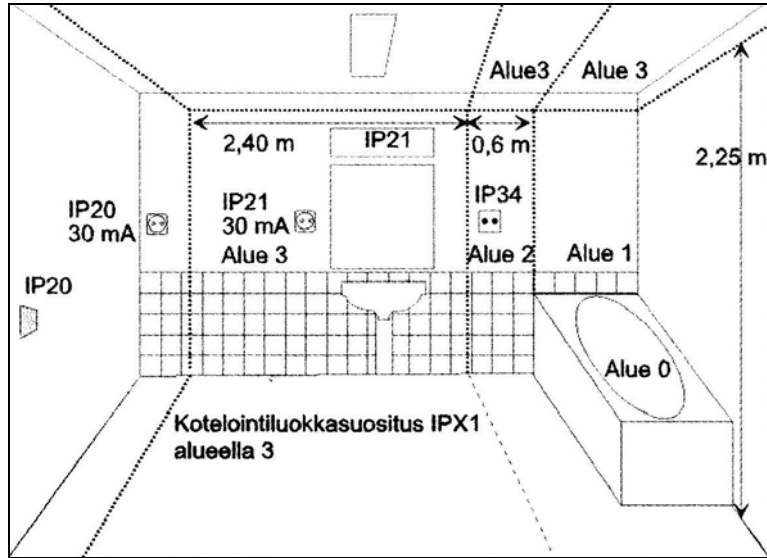 Alue3
Alue 3
2,40 m
IP21
0,6 m
2,25 m
IP20
30 mA
IP21
30 mA
IP34
Alue 3
Alue 2
Alue 1
IP20
Alue 0
Kotelointiluokkasuositus IPX1
alueella 3